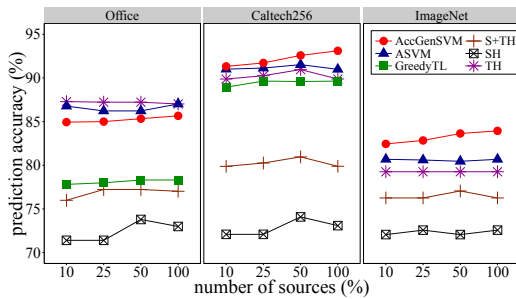 Office Caltech256 ImageNet
prediction accuracy (%)
95
90
85
80
75
70
AccGenSVM S+TH
ASVM SH
GreedyTL TH
10 25 50 100 10 25 50 100 10 25 50 100
number of sources (%)